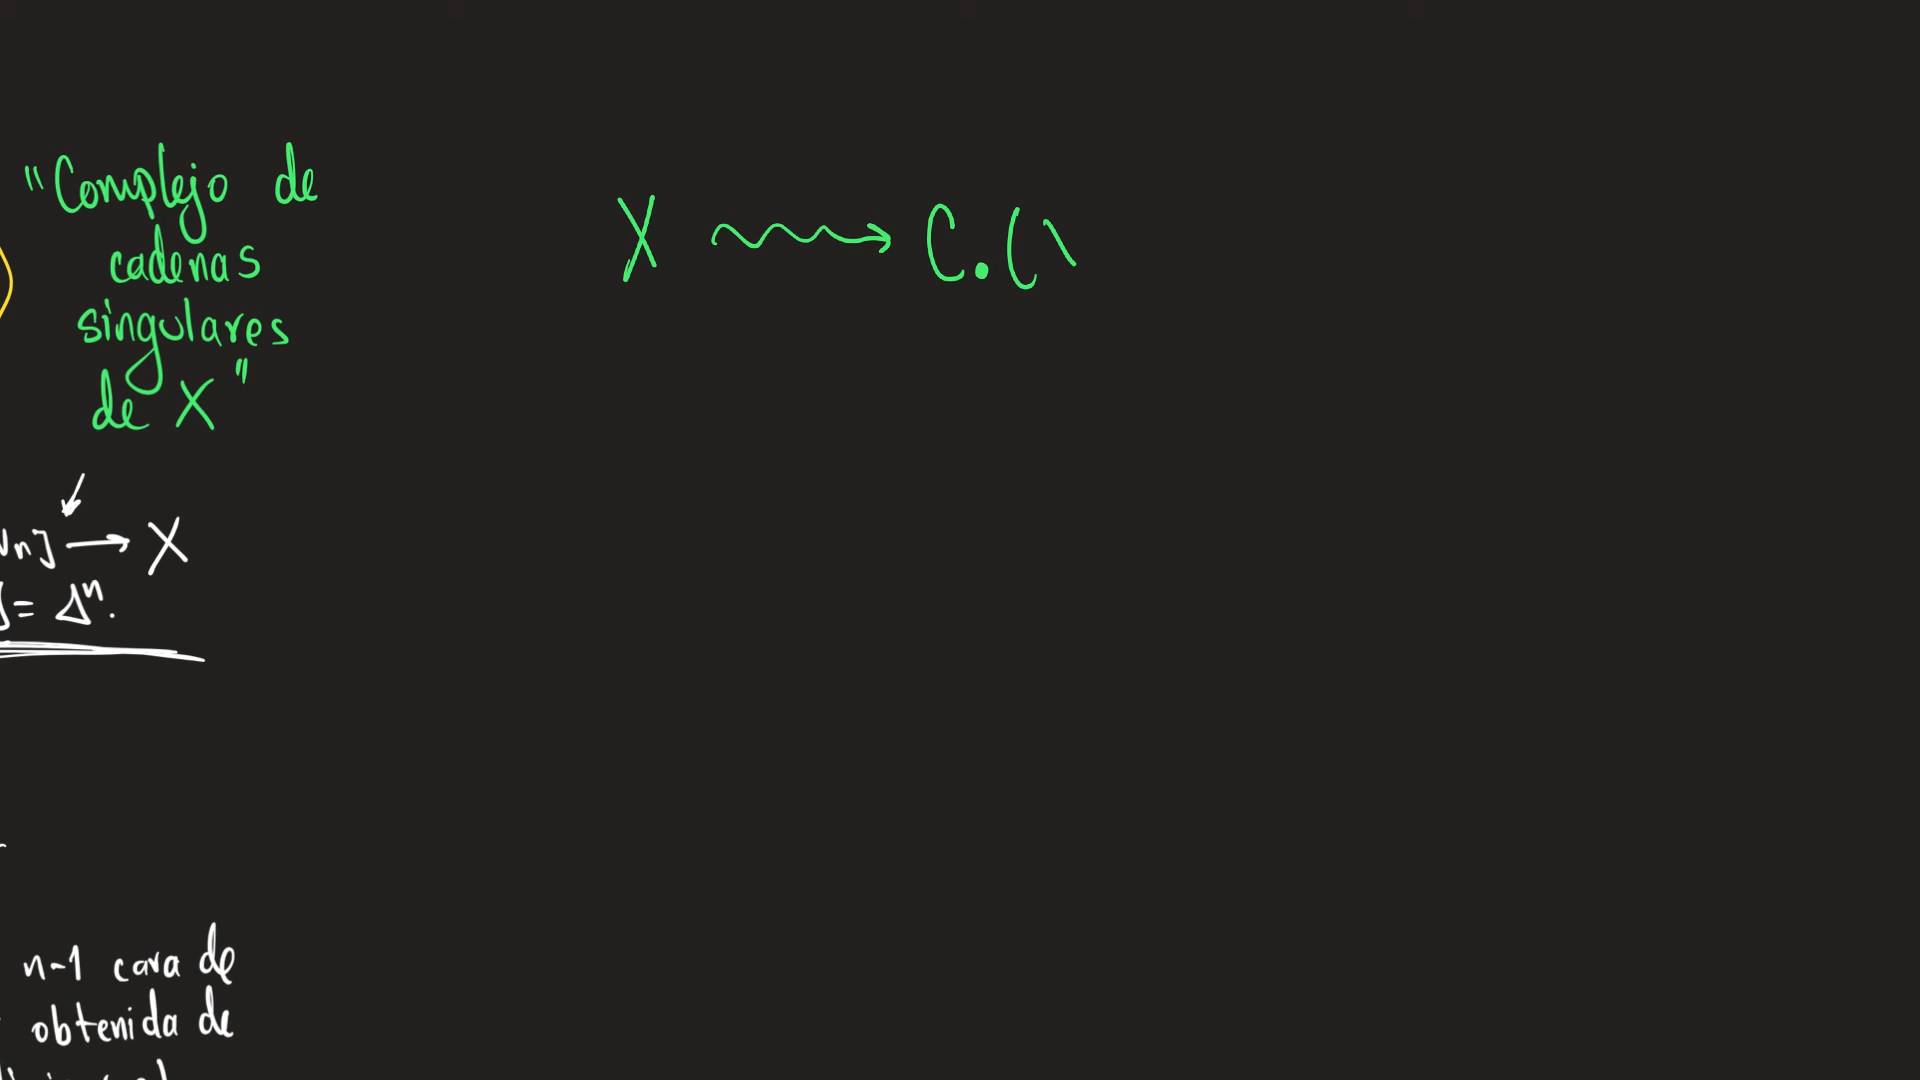 "Complejo de
cadenas
singulares
de X"
X ⇝ C.(
n] → X
= Δⁿ.
n-1 cara de
obtenida de